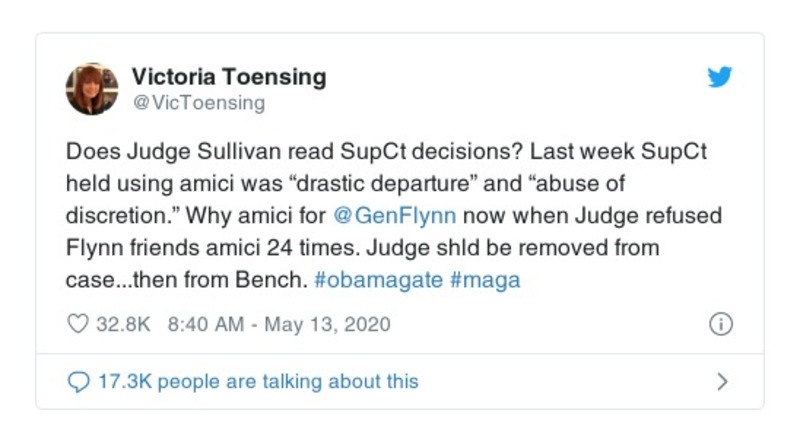 Victoria Toensing
@VicToensing
Does Judge Sullivan read SupCt decisions? Last week SupCt
held using amici was “drastic departure” and “abuse of
discretion.” Why amici for @GenFlynn now when Judge refused
Flynn friends amici 24 times. Judge shld be removed from
case...then from Bench. #obamagate #maga
32.8K 8:40 AM - May 13, 2020
17.3K people are talking about this